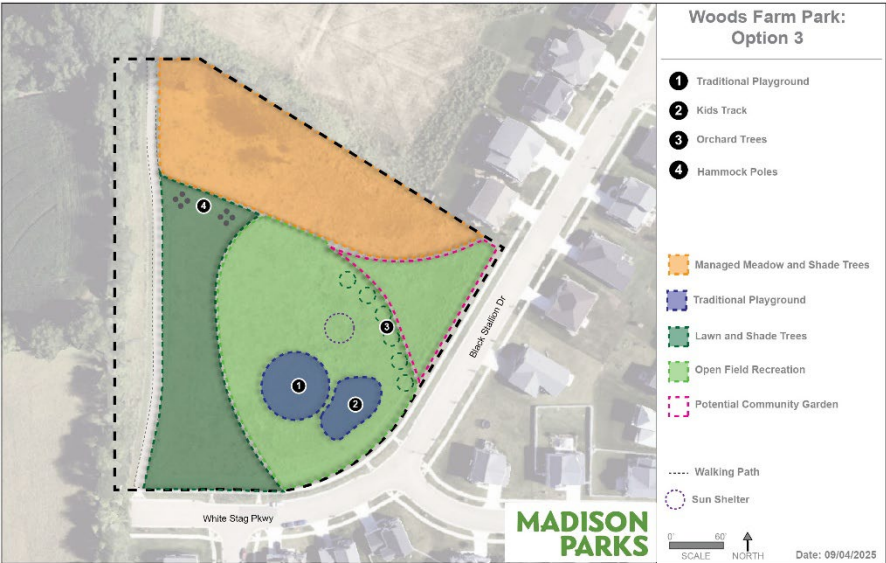 Woods Farm Park:
Option 3
1 Traditional Playground
2 Kids Track
3 Orchard Trees
4 Hammock Poles
Managed Meadow and Shade Trees
Traditional Playground
Lawn and Shade Trees
Open Field Recreation
Potential Community Garden
Walking Path
Sun Shelter
0' 60'
SCALE NORTH
Date: 09/04/2025
4
3
1
2
Black Stallion Dr
White Stag Pkwy
MADISON
PARKS